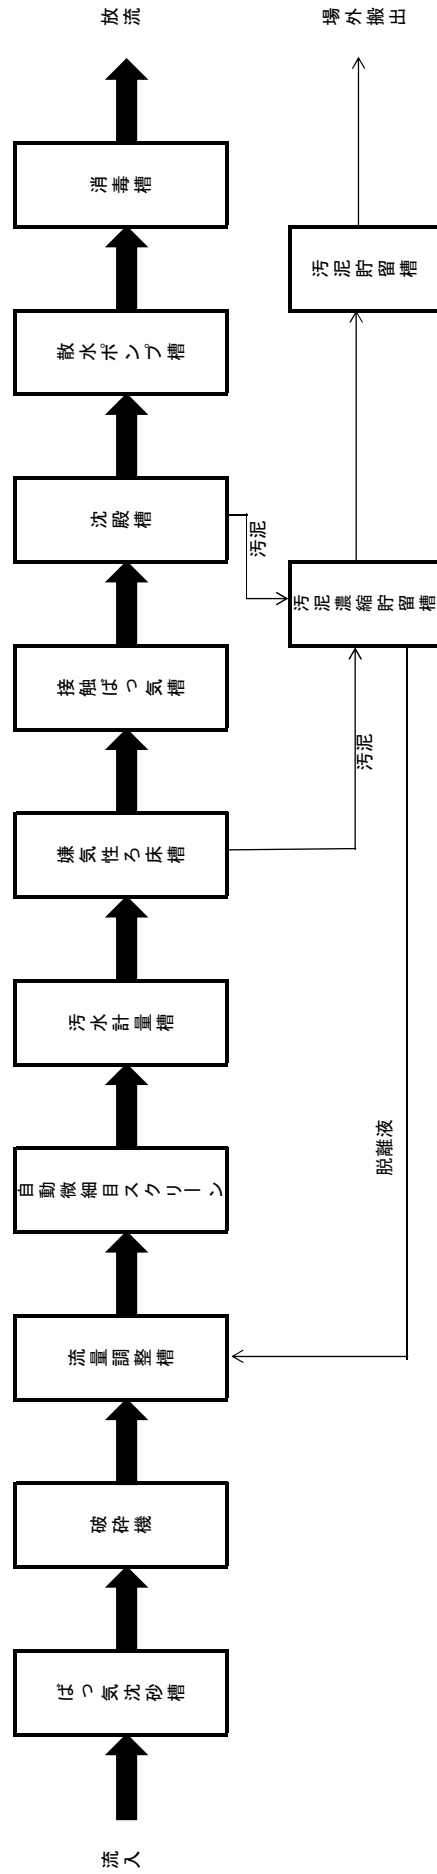 流入
ばっ気沈砂槽
破砕機
流量調整槽
自動微細目スクリーン
汚水計量槽
嫌気性ろ床槽
接触ばっ気槽
沈殿槽
散水ポンプ槽
消毒槽
放流
脱離液
汚泥
汚泥
汚泥濃縮貯留槽
汚泥貯留槽
場外搬出